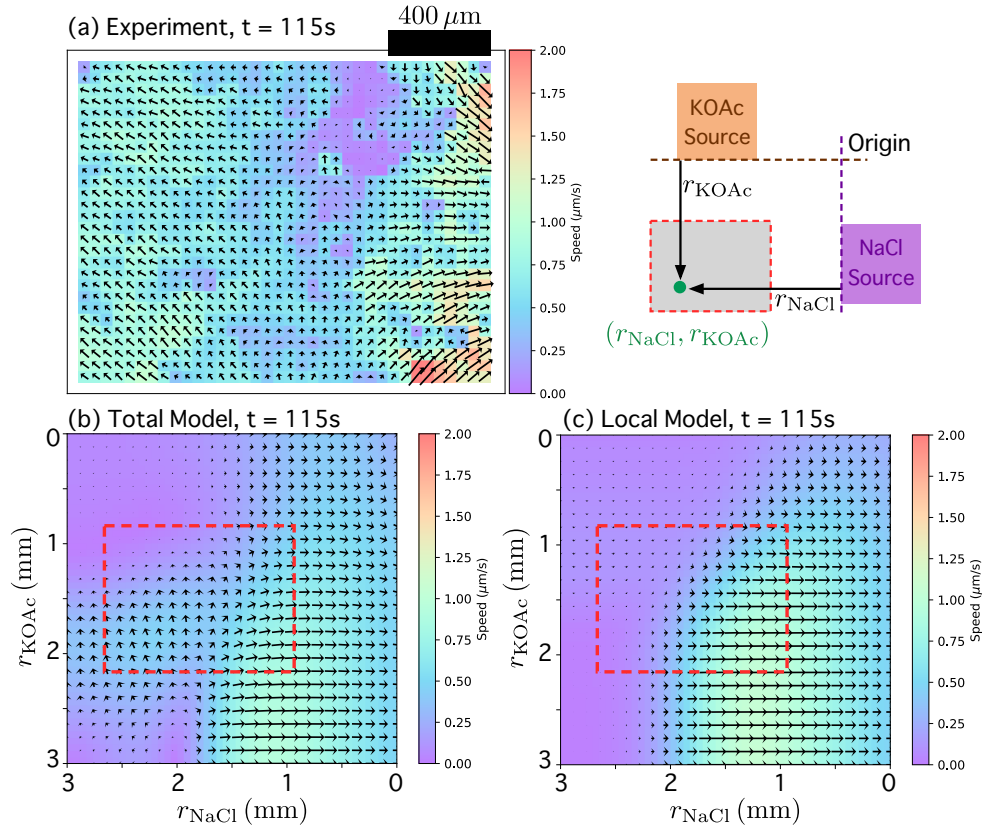 (a) Experiment, t = 115s
400 μm
2.00
1.75
1.50
1.25
1.00
0.75
0.50
0.25
0.00
Speed (μm/s)
KOAc
Source
Origin
r_KOAc
NaCl
Source
r_NaCl
(r_NaCl, r_KOAc)
(b) Total Model, t = 115s
0
1
2
3
r_KOAc (mm)
3 2 1 0
r_NaCl (mm)
2.00
1.75
1.50
1.25
1.00
0.75
0.50
0.25
0.00
Speed (μm/s)
(c) Local Model, t = 115s
0
1
2
3
r_KOAc (mm)
3 2 1 0
r_NaCl (mm)
2.00
1.75
1.50
1.25
1.00
0.75
0.50
0.25
0.00
Speed (μm/s)